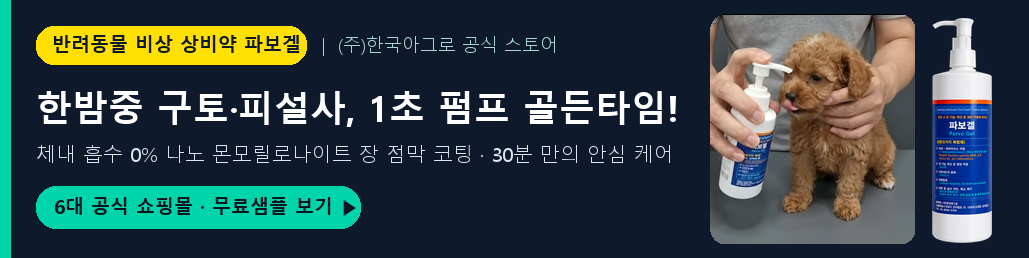 반려동물 비상 상비약 파보겔 | (주)한국아그로 공식 스토어
한밤중 구토·피설사, 1초 펌프 골든타임!
체내 흡수 0% 나노 몬모릴로나이트 장 점막 코팅 · 30분 만의 안심 케어
6대 공식 쇼핑몰 · 무료샘플 보기 ▶
파보겔
Parvo Gel